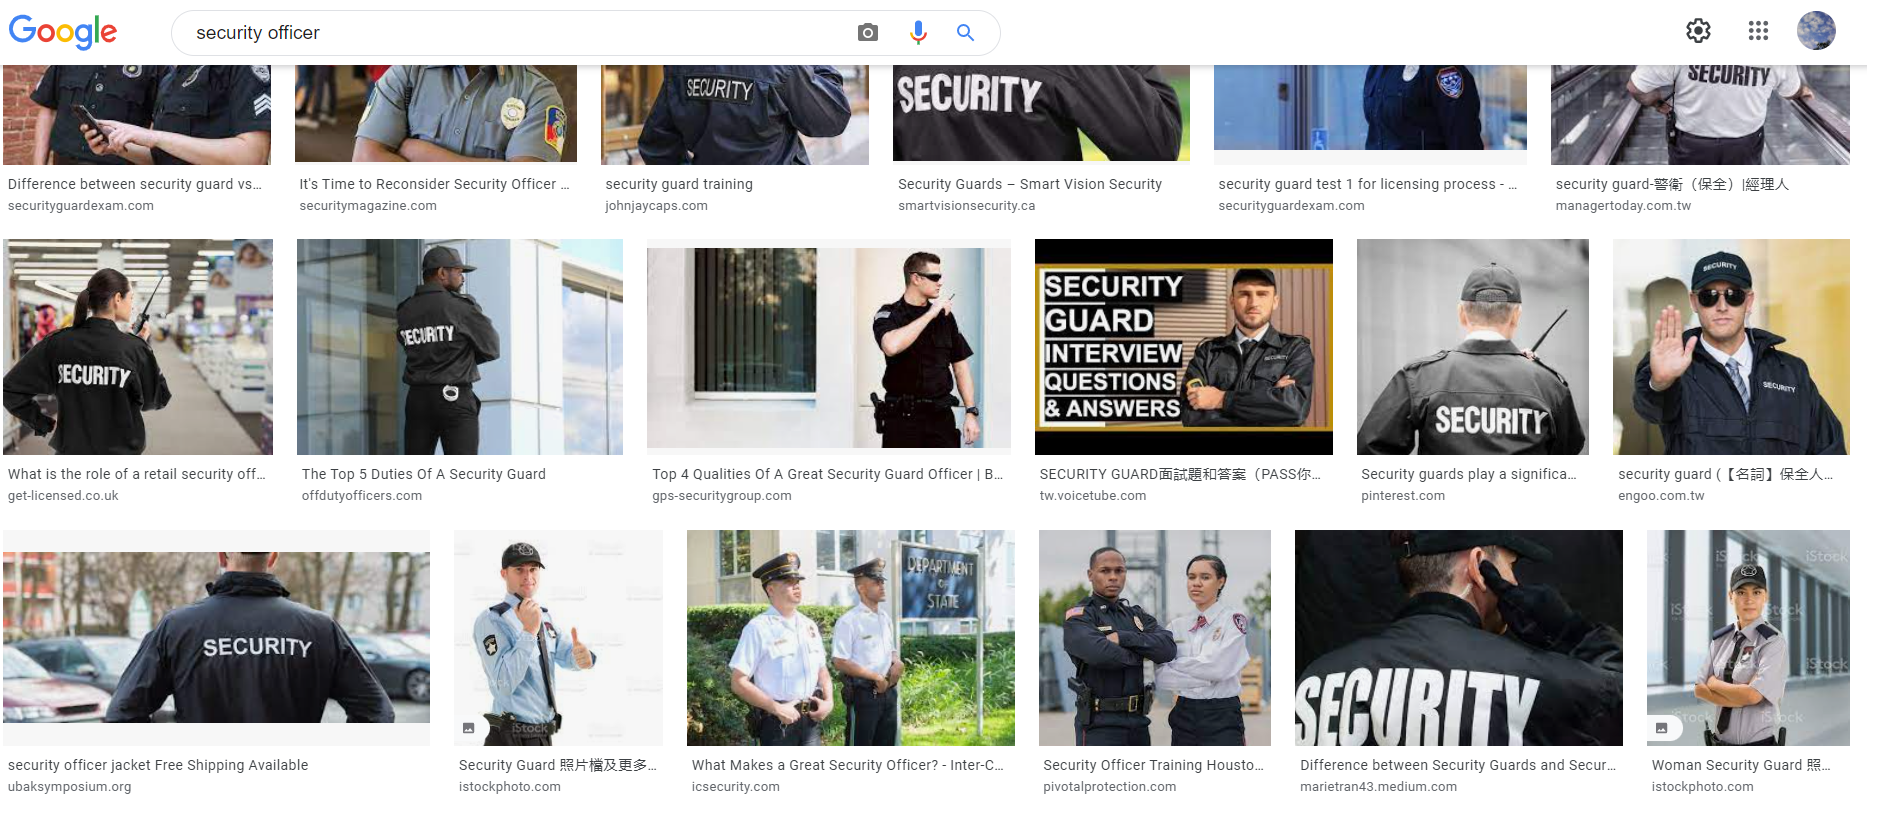 Google
security officer
SECURITY
SECURITY
SECURITY
Difference between security guard vs...
securityguardexam.com
It's Time to Reconsider Security Officer ...
securitymagazine.com
security guard training
johnjaycaps.com
Security Guards – Smart Vision Security
smartvisionsecurity.ca
security guard test 1 for licensing process - ...
securityguardexam.com
security guard-警衛（保全）|經理人
managertoday.com.tw
SECURITY
SECURITY
SECURITY
GUARD
INTERVIEW
QUESTIONS
& ANSWERS
SECURITY
SECURITY
SECURITY
SECURITY
What is the role of a retail security off...
get-licensed.co.uk
The Top 5 Duties Of A Security Guard
offdutyofficers.com
Top 4 Qualities Of A Great Security Guard Officer | B...
gps-securitygroup.com
SECURITY GUARD面試題和答案（PASS你...
tw.voicetube.com
Security guards play a significa...
pinterest.com
security guard (【名詞】保全人...
engoo.com.tw
SECURITY
iStock
DEPARTMENT
OF
STATE
SECURITY
iStock
iStock
iStock
iStock
iStock
iStock
security officer jacket Free Shipping Available
ubaksymposium.org
Security Guard 照片檔及更多...
istockphoto.com
What Makes a Great Security Officer? - Inter-C...
icsecurity.com
Security Officer Training Housto...
pivotalprotection.com
Difference between Security Guards and Secur...
marietran43.medium.com
Woman Security Guard 照...
istockphoto.com